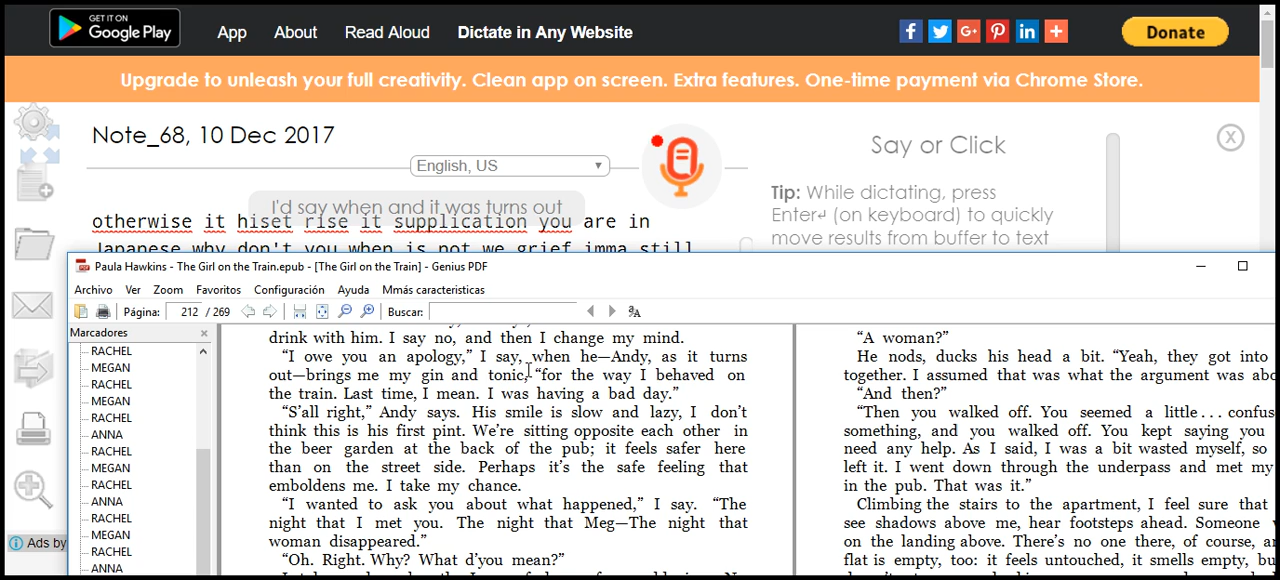 GET IT ON
Google Play
App
About
Read Aloud
Dictate in Any Website
Donate
Upgrade to unleash your full creativity. Clean app on screen. Extra features. One-time payment via Chrome Store.
Note_68, 10 Dec 2017
English, US
I'd say when and it was turns out
otherwise it hiset rise it supplication you are in
Japanese why don't you when is not we grief imma still
Say or Click
X
Tip: While dictating, press
Enter↵ (on keyboard) to quickly
move results from buffer to text
Ads by
Paula Hawkins - The Girl on the Train.epub - [The Girl on the Train] - Genius PDF
Archivo Ver Zoom Favoritos Configuración Ayuda Mmás caracteristicas
Página: 212 / 269
Buscar:
Marcadores
RACHEL
MEGAN
RACHEL
MEGAN
RACHEL
ANNA
RACHEL
MEGAN
RACHEL
ANNA
RACHEL
MEGAN
RACHEL
ANNA
drink with him. I say no, and then I change my mind.
“I owe you an apology,” I say, when he—Andy, as it turns
out—brings me my gin and tonic, “for the way I behaved on
the train. Last time, I mean. I was having a bad day.”
“S’all right,” Andy says. His smile is slow and lazy, I don’t
think this is his first pint. We’re sitting opposite each other in
the beer garden at the back of the pub; it feels safer here
than on the street side. Perhaps it’s the safe feeling that
emboldens me. I take my chance.
“I wanted to ask you about what happened,” I say. “The
night that I met you. The night that Meg—The night that
woman disappeared.”
“Oh. Right. Why? What d’you mean?”
“A woman?”
He nods, ducks his head a bit. “Yeah, they got into
together. I assumed that was what the argument was abo
“And then?”
“Then you walked off. You seemed a little . . . confus
something, and you walked off. You kept saying you
need any help. As I said, I was a bit wasted myself, so
left it. I went down through the underpass and met my
in the pub. That was it.”
Climbing the stairs to the apartment, I feel sure that
see shadows above me, hear footsteps ahead. Someone
on the landing above. There’s no one there, of course, an
flat is empty, too: it feels untouched, it smells empty, bu